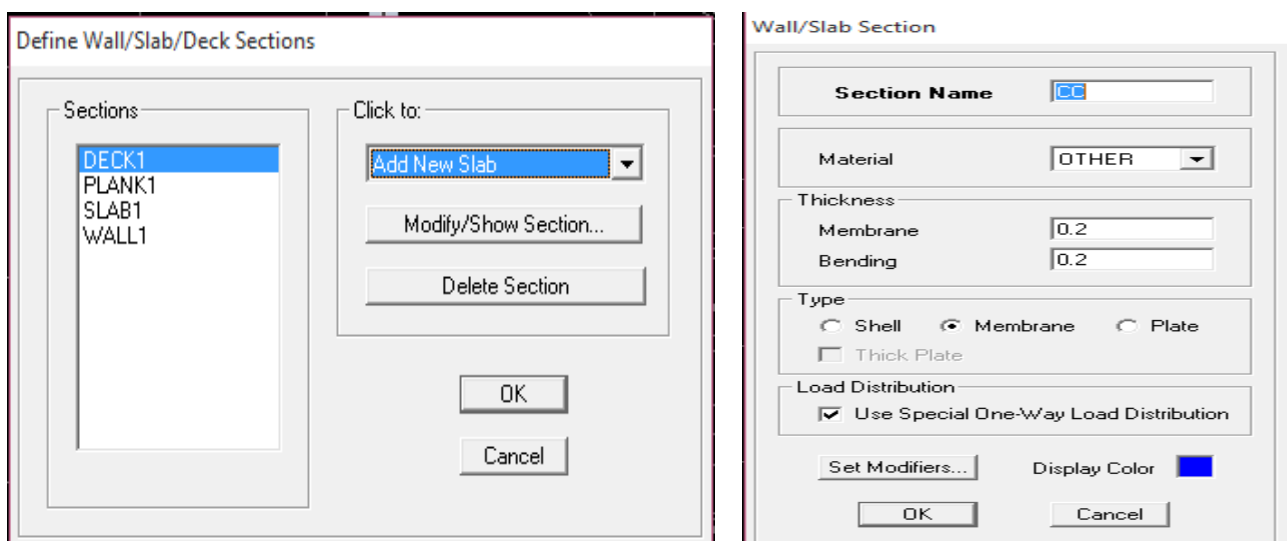 Define Wall/Slab/Deck Sections
Sections
DECK1
PLANK1
SLAB1
WALL1
Click to:
Add New Slab
Modify/Show Section...
Delete Section
OK
Cancel
Wall/Slab Section
Section Name CC
Material OTHER
Thickness
Membrane 0.2
Bending 0.2
Type
Shell Membrane Plate
Thick Plate
Load Distribution
Use Special One-Way Load Distribution
Set Modifiers... Display Color
OK Cancel